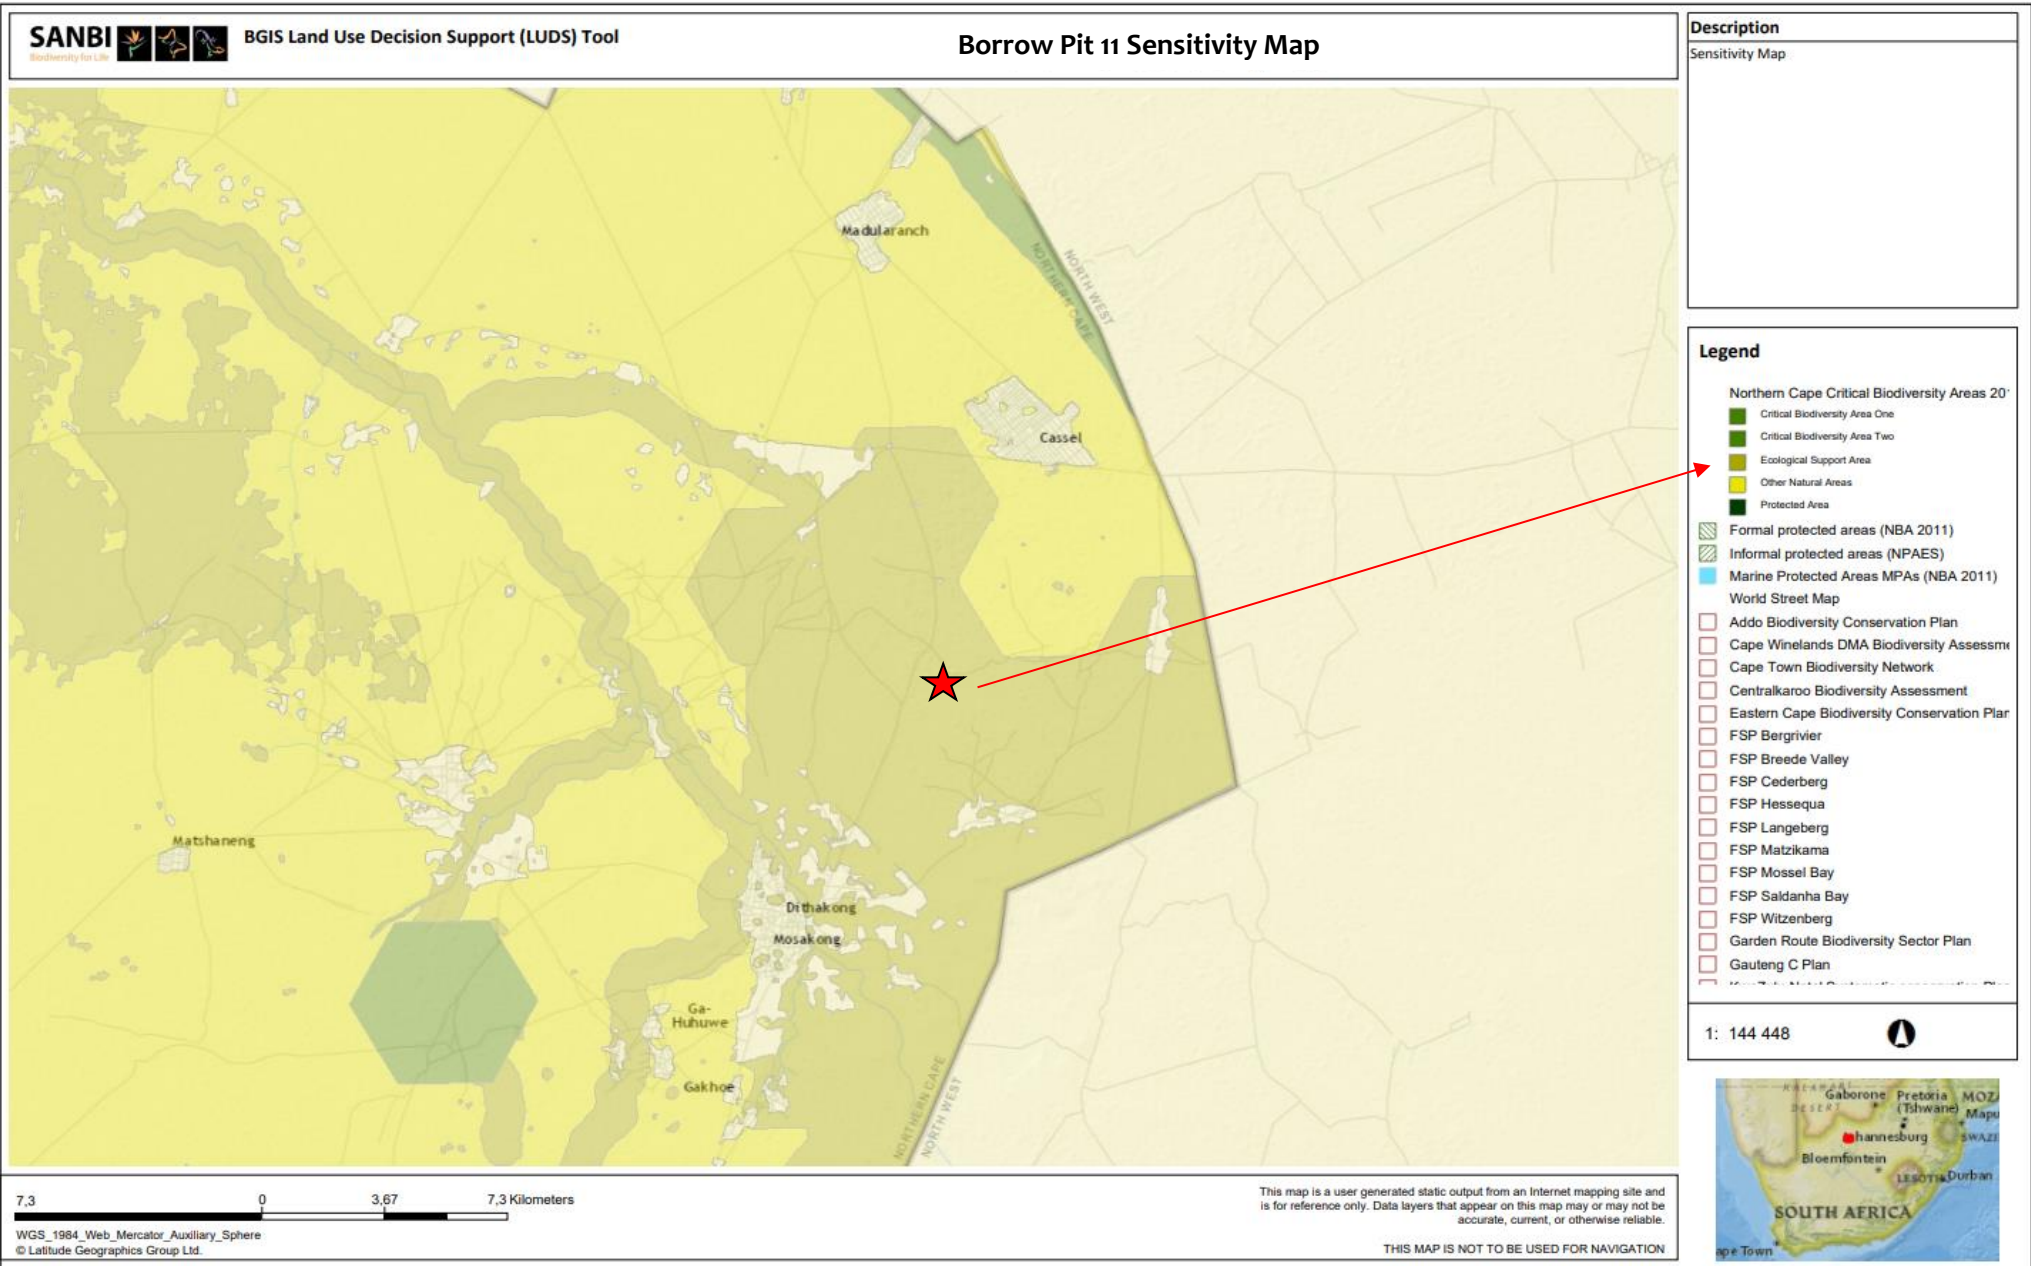 SANBI
Biodiversity for Life
BGIS Land Use Decision Support (LUDS) Tool
Borrow Pit 11 Sensitivity Map
Description
Sensitivity Map
Madularanch
NORTH WEST
NORTHERN CAPE
Cassel
Matshaneng
Dithakong
Mosakong
Ga-
Huhuwe
Gakhoe
NORTHERN CAPE
NORTH WEST
Legend
Northern Cape Critical Biodiversity Areas 20
Critical Biodiversity Area One
Critical Biodiversity Area Two
Ecological Support Area
Other Natural Areas
Protected Area
Formal protected areas (NBA 2011)
Informal protected areas (NPAES)
Marine Protected Areas MPAs (NBA 2011)
World Street Map
Addo Biodiversity Conservation Plan
Cape Winelands DMA Biodiversity Assessme
Cape Town Biodiversity Network
Centralkaroo Biodiversity Assessment
Eastern Cape Biodiversity Conservation Plan
FSP Bergrivier
FSP Breede Valley
FSP Cederberg
FSP Hessequa
FSP Langeberg
FSP Matzikama
FSP Mossel Bay
FSP Saldanha Bay
FSP Witzenberg
Garden Route Biodiversity Sector Plan
Gauteng C Plan
1: 144 448
KALAHARI
DESERT
Gaborone
Pretoria
(Tshwane)
MOZ
Mapu
hannesburg
SWAZI
Bloemfontein
LESOTH
Durban
SOUTH AFRICA
ape Town
7,3
0
3,67
7,3 Kilometers
WGS_1984_Web_Mercator_Auxiliary_Sphere
© Latitude Geographics Group Ltd.
This map is a user generated static output from an Internet mapping site and
is for reference only. Data layers that appear on this map may or may not be
accurate, current, or otherwise reliable.
THIS MAP IS NOT TO BE USED FOR NAVIGATION